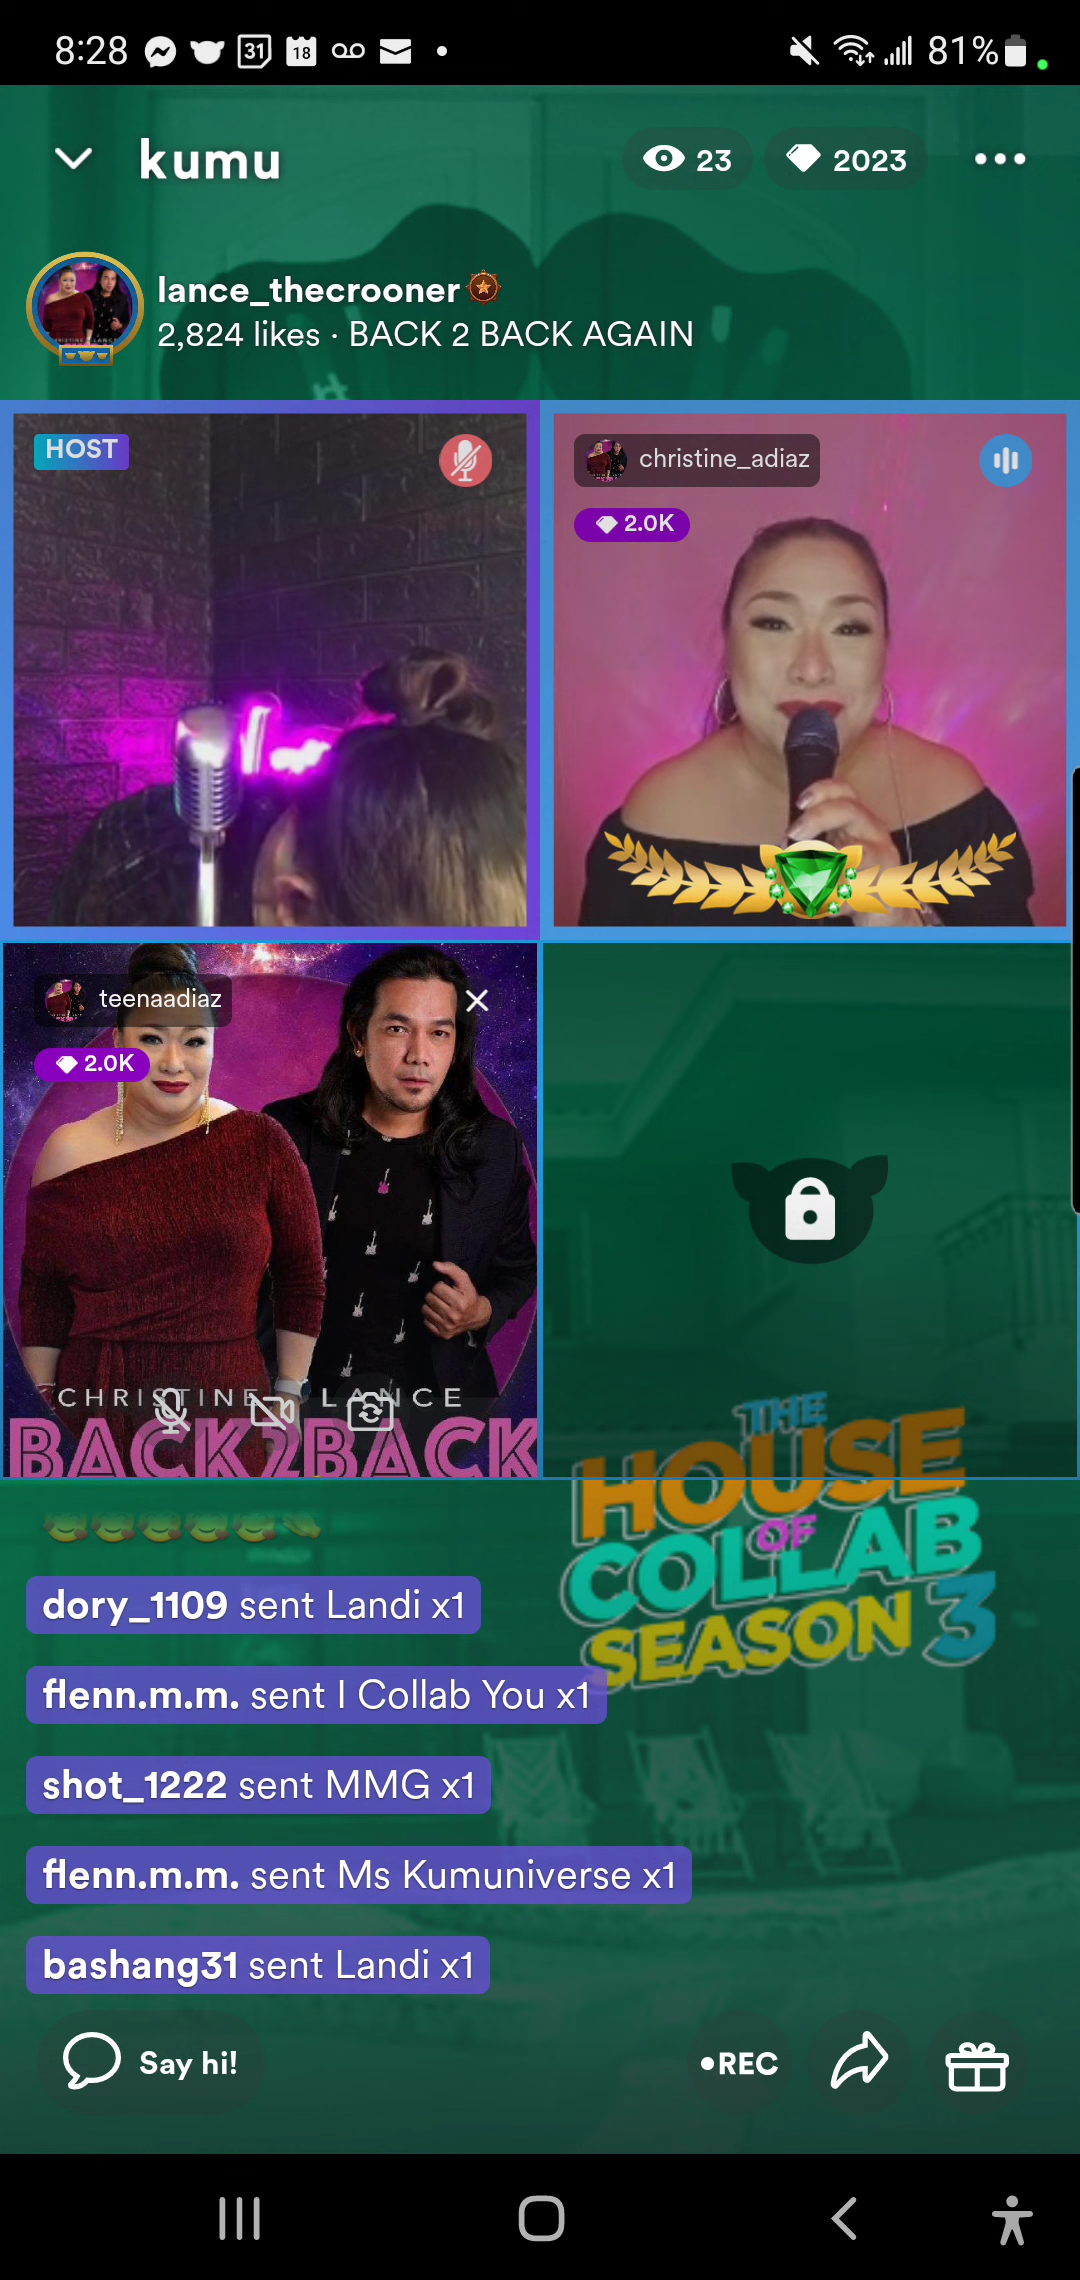 8:28
31
18
81%
kumu
23
2023
lance_thecrooner
2,824 likes · BACK 2 BACK AGAIN
HOST
christine_adiaz
2.0K
teenaadiaz
2.0K
CHRISTINE LANCE
BACK2BACK
THE
HOUSE
OF
COLLAB
SEASON 3
dory_1109 sent Landi x1
flenn.m.m. sent I Collab You x1
shot_1222 sent MMG x1
flenn.m.m. sent Ms Kumuniverse x1
bashang31 sent Landi x1
Say hi!
•REC